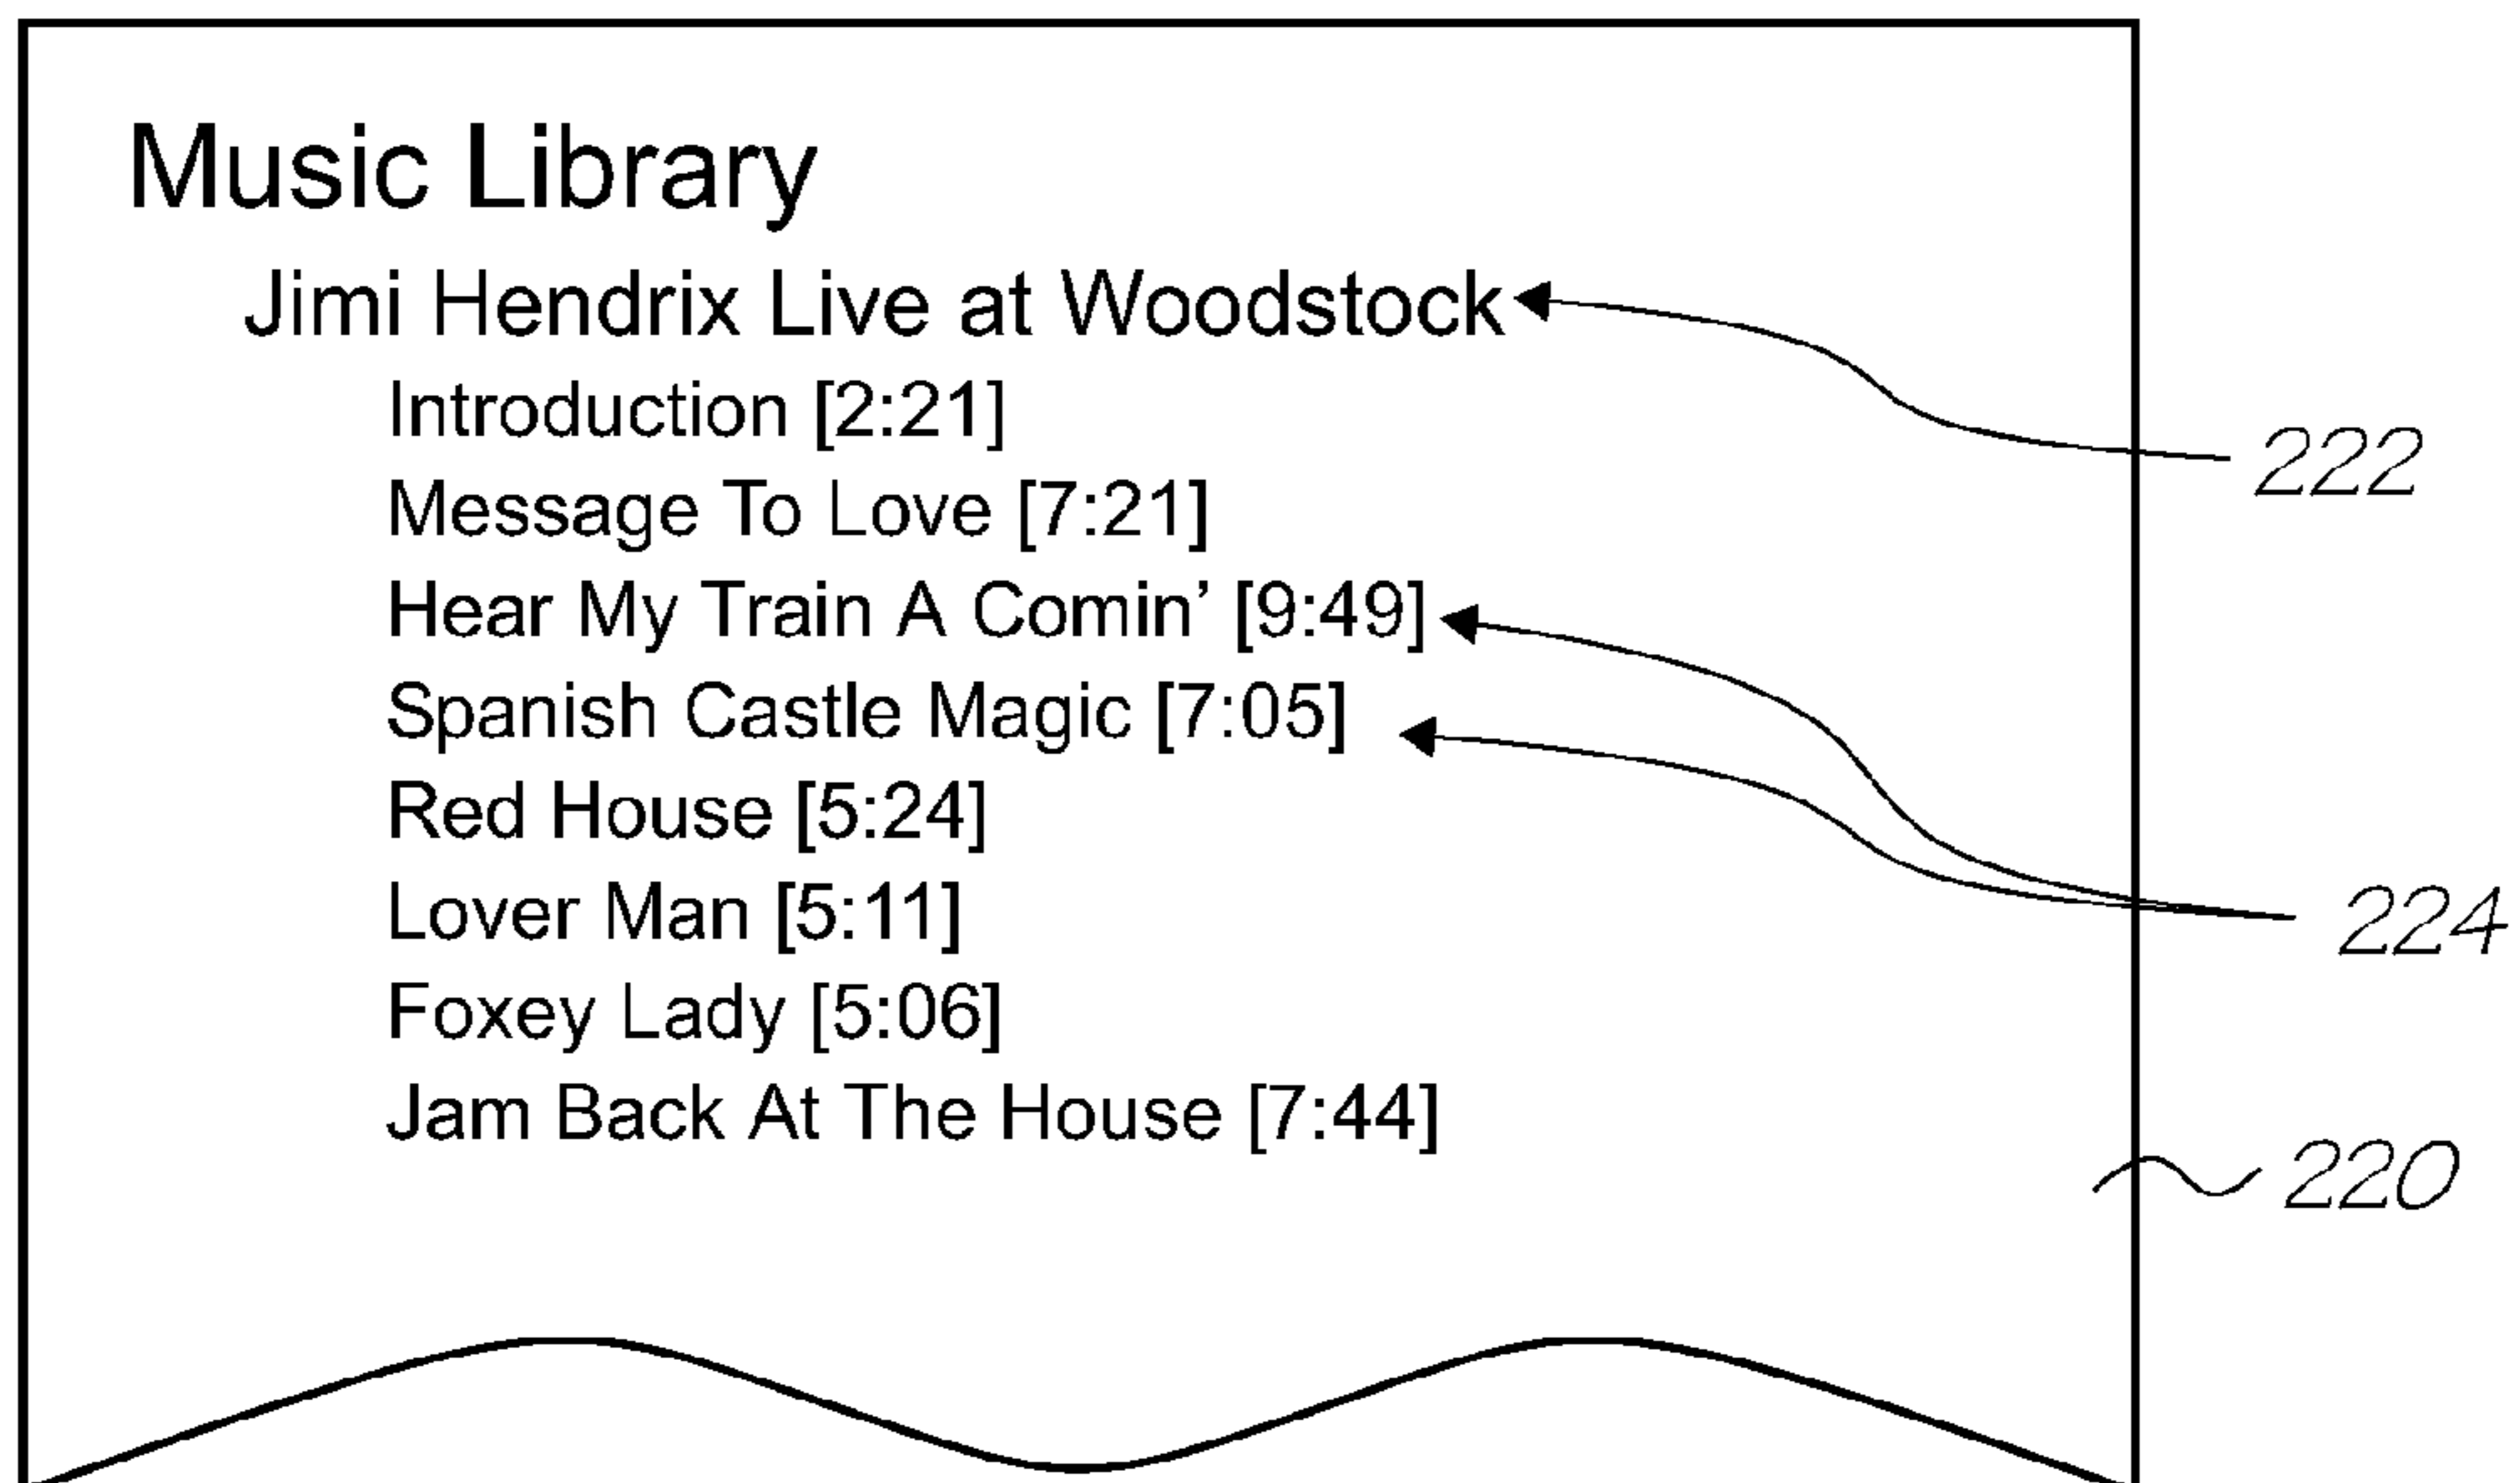 Music Library
Jimi Hendrix Live at Woodstock
Introduction [2:21]
222
Message To Love [7:21]
Hear My Train A Comin’ [9:49]
Spanish Castle Magic [7:05]
Red House [5:24]
Lover Man [5:11]
224
Foxey Lady [5:06]
Jam Back At The House [7:44]
220